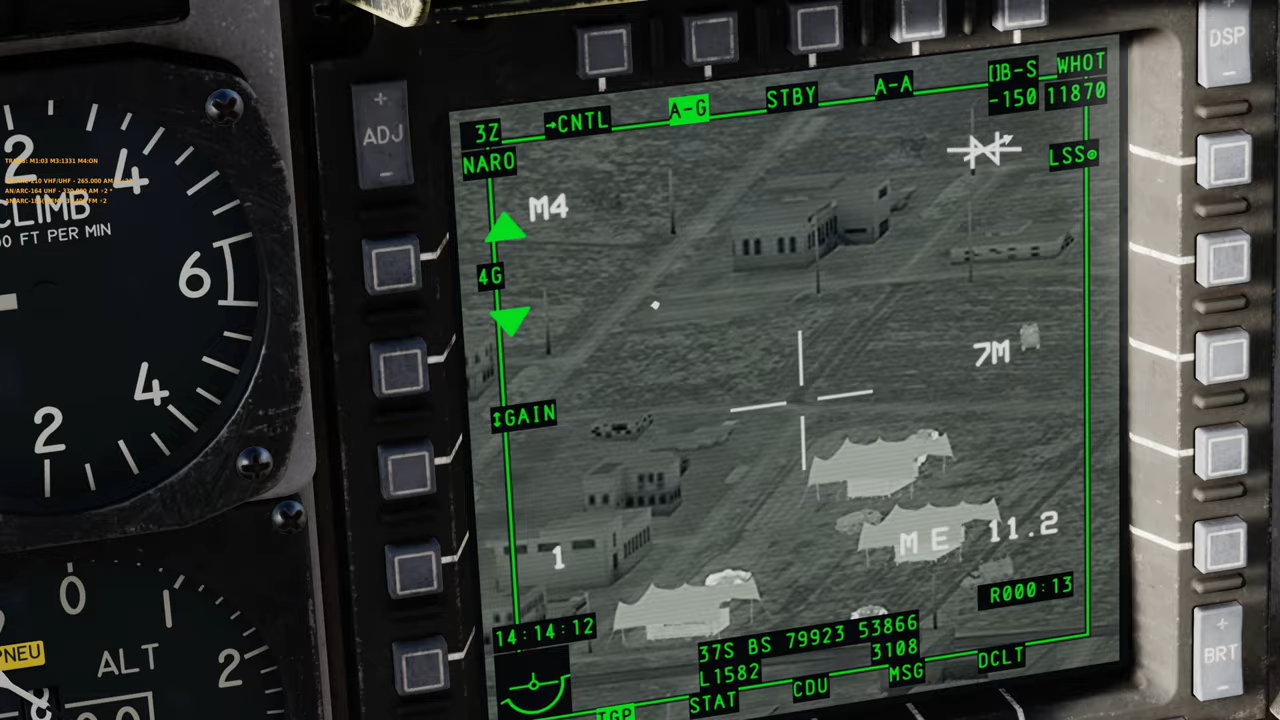 DSP
ADJ
3Z
→CNTL
A-G
STBY
A-A
[]B-S
WHOT
-150
11870
NARO
LSS
M4
4G
7M
↕GAIN
M E
11.2
1
R000:13
14:14:12
37S BS 79923 53866
L1582
3108
TGP
STAT
CDU
MSG
DCLT
BRT
2
4
CLIMB
00 FT PER MIN
6
4
2
0
1
ALT
2
PNEU